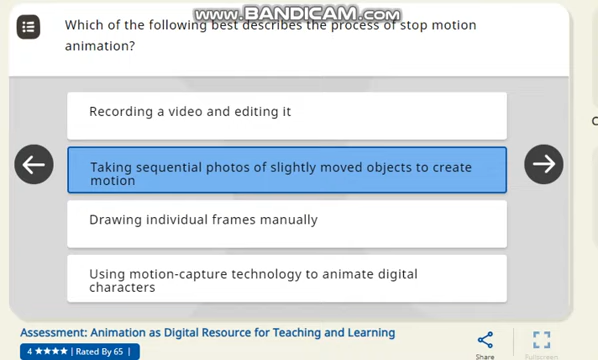 WWW.BANDICAM.COM
Which of the following best describes the process of stop motion
animation?
Recording a video and editing it
Taking sequential photos of slightly moved objects to create
motion
Drawing individual frames manually
Using motion-capture technology to animate digital
characters
Assessment: Animation as Digital Resource for Teaching and Learning
4 ★★★★ | Rated By 65 |
Share
Fullscreen